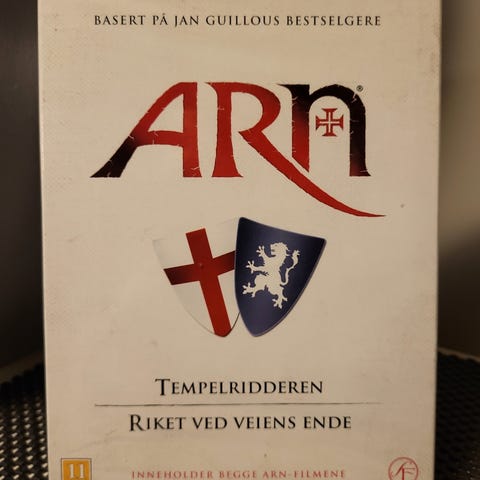 BASERT PÅ JAN GUILLOUS BESTSELGERE
ARN®
TEMPELRIDDEREN
RIKET VED VEIENS ENDE
11
INNEHOLDER BEGGE ARN-FILMENE